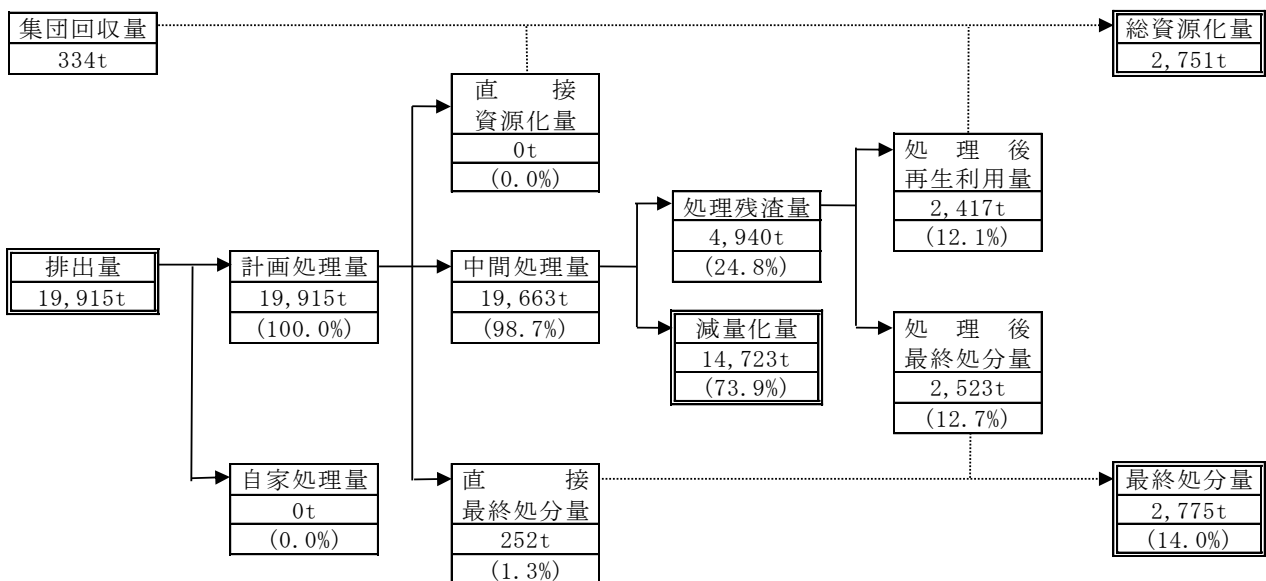 集団回収量
334t
総資源化量
2,751t
直　　接
資源化量
0t
(0.0%)
処　理　後
再生利用量
2,417t
(12.1%)
処理残渣量
4,940t
(24.8%)
排出量
19,915t
計画処理量
19,915t
(100.0%)
中間処理量
19,663t
(98.7%)
減量化量
14,723t
(73.9%)
処　理　後
最終処分量
2,523t
(12.7%)
自家処理量
0t
(0.0%)
直　　接
最終処分量
252t
(1.3%)
最終処分量
2,775t
(14.0%)